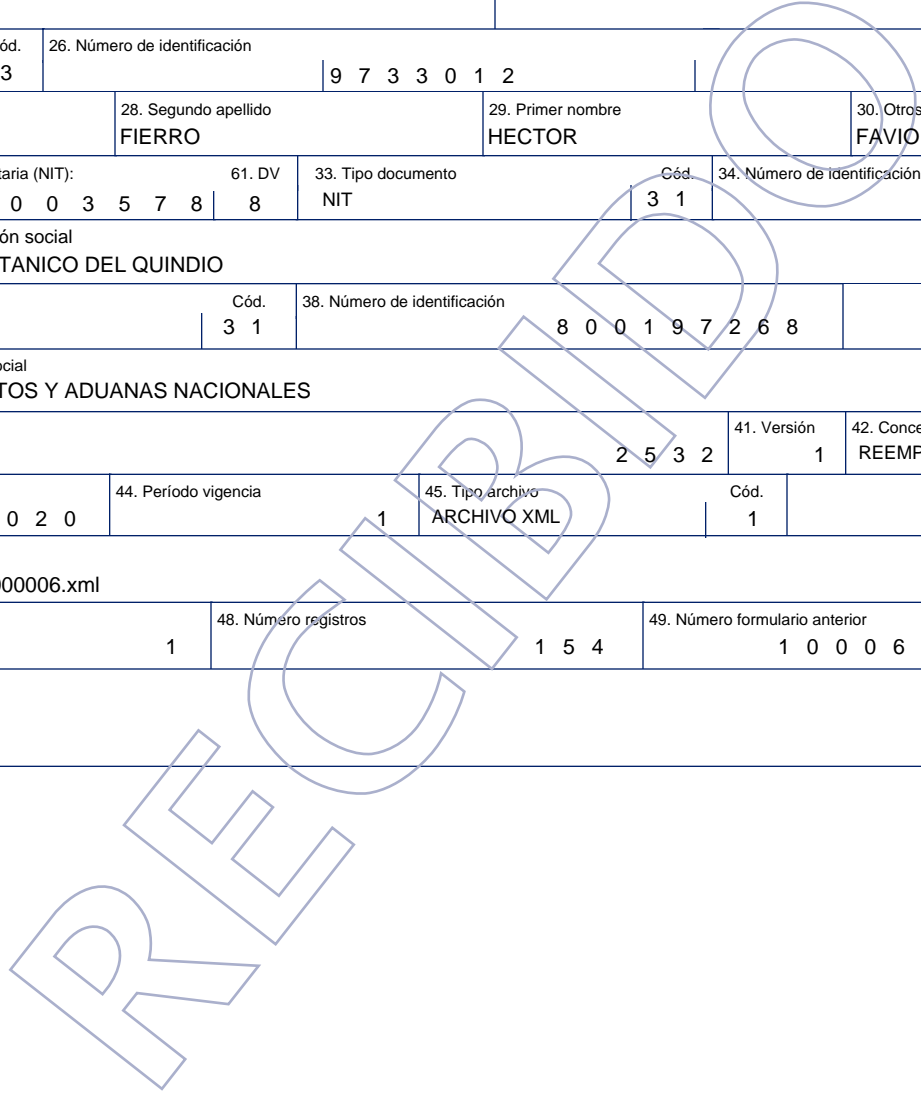 ód. 26. Número de identificación
3 9 7 3 3 0 1 2
28. Segundo apellido 29. Primer nombre 30. Otros
FIERRO HECTOR FAVIO
taria (NIT): 61. DV 33. Tipo documento Cód. 34. Número de identificación
0 0 3 5 7 8 8 NIT 3 1
ón social
TANICO DEL QUINDIO
Cód. 38. Número de identificación
3 1 8 0 0 1 9 7 2 6 8
ocial
TOS Y ADUANAS NACIONALES
41. Versión 42. Conce
2 5 3 2 1 REEMP
44. Período vigencia 45. Tipo archivo Cód.
0 2 0 1 ARCHIVO XML 1
000006.xml
48. Número registros 49. Número formulario anterior
1 1 5 4 1 0 0 0 6
RECIBIDO